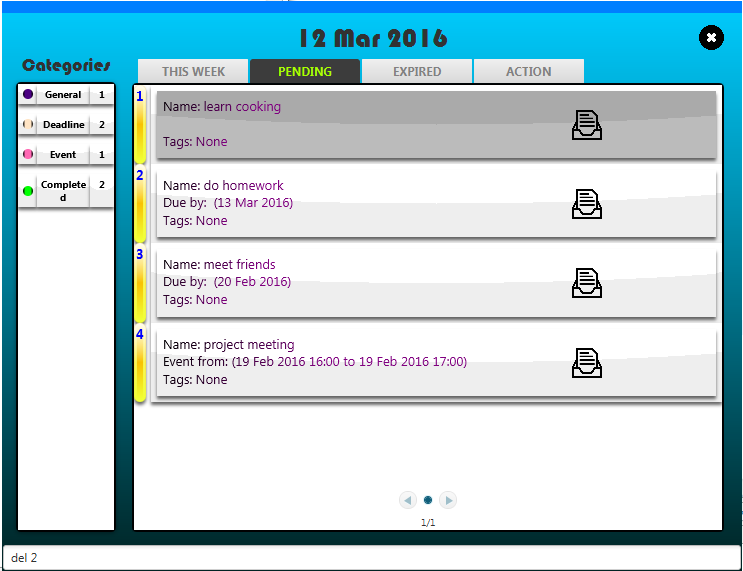 12 Mar 2016
Categories
General 1
Deadline 2
Event 1
Complete
d 2
THIS WEEK PENDING EXPIRED ACTION
1
Name: learn cooking
Tags: None
2
Name: do homework
Due by: (13 Mar 2016)
Tags: None
3
Name: meet friends
Due by: (20 Feb 2016)
Tags: None
4
Name: project meeting
Event from: (19 Feb 2016 16:00 to 19 Feb 2016 17:00)
Tags: None
1/1
del 2